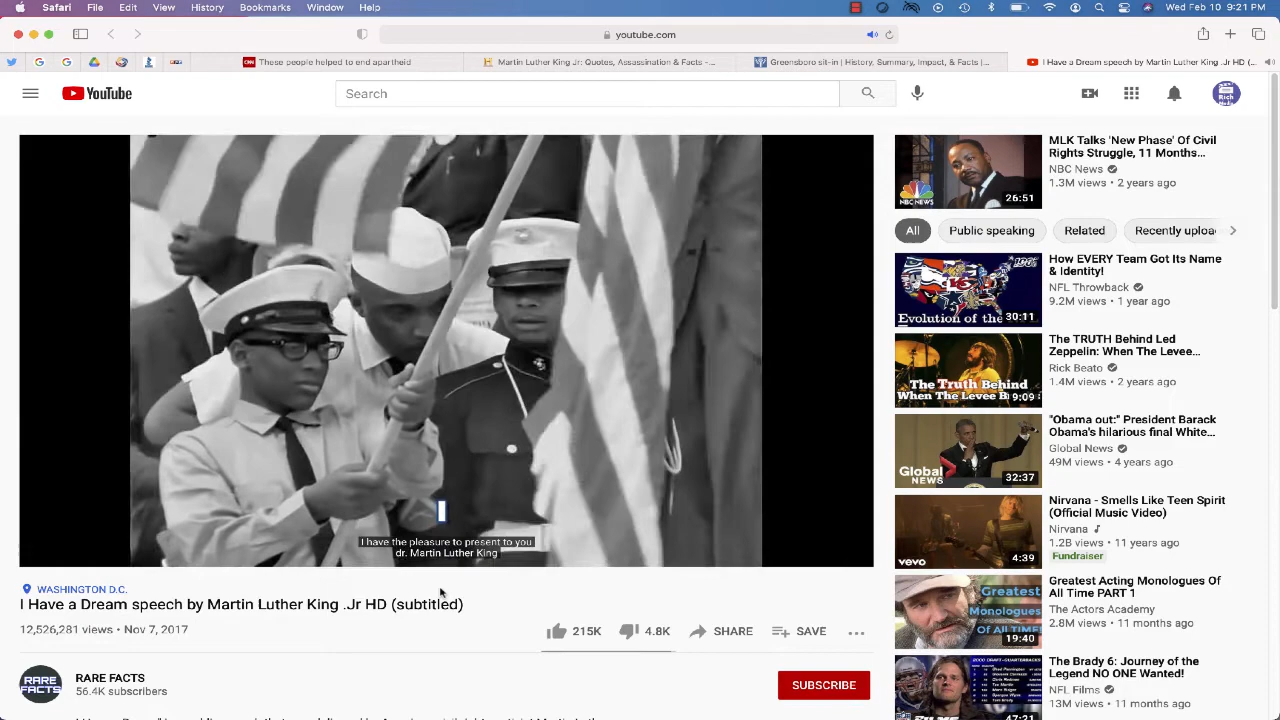 Safari File Edit View History Bookmarks Window Help
youtube.com
These people helped to end apartheid
Martin Luther King Jr: Quotes, Assassination & Facts -...
Greensboro sit-in | History, Summary, Impact, & Facts |...
I Have a Dream speech by Martin Luther King .Jr HD (...
YouTube
Search
I have the pleasure to present to you
dr. Martin Luther King
WASHINGTON D.C.
I Have a Dream speech by Martin Luther King .Jr HD (subtitled)
12,526,281 views • Nov 7, 2017
215K
4.8K
SHARE
SAVE
RARE FACTS
RARE FACTS
56.4K subscribers
SUBSCRIBE
NBC NEWS
26:51
MLK Talks 'New Phase' Of Civil
Rights Struggle, 11 Months...
NBC News
1.3M views • 2 years ago
All
Public speaking
Related
Recently uploa
Evolution of the
30:11
How EVERY Team Got Its Name
& Identity!
NFL Throwback
9.2M views • 1 year ago
The Truth Behind
When The Levee B
9:09
The TRUTH Behind Led
Zeppelin: When The Levee...
Rick Beato
1.4M views • 2 years ago
Global
NEWS
32:37
"Obama out:" President Barack
Obama's hilarious final White...
Global News
49M views • 4 years ago
vevo
4:39
Nirvana - Smells Like Teen Spirit
(Official Music Video)
Nirvana
1.2B views • 11 years ago
Fundraiser
Greatest
Monologues
Of All TIME!
19:40
Greatest Acting Monologues Of
All Time PART 1
The Actors Academy
2.8M views • 11 months ago
2000 DRAFT-QUARTERBACKS
47:21
The Brady 6: Journey of the
Legend NO ONE Wanted!
NFL Films
13M views • 11 months ago